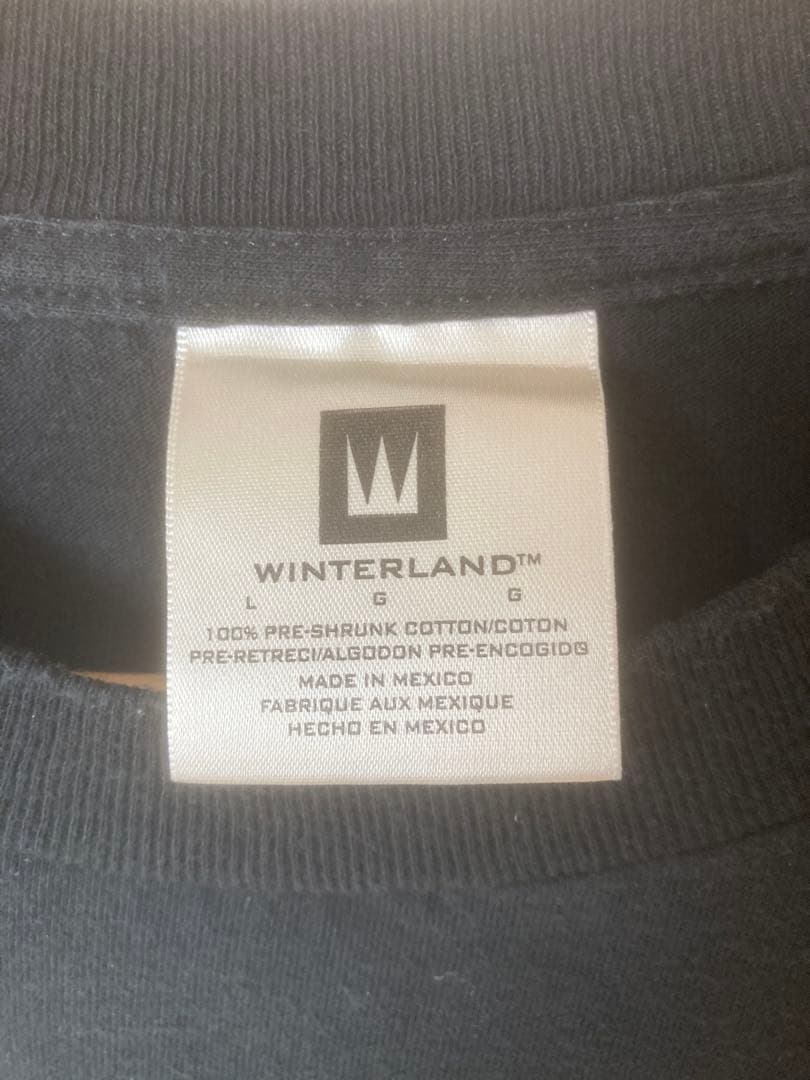 W
WINTERLAND™
L G G
100% PRE-SHRUNK COTTON/COTON
PRE-RETRECI/ALGODON PRE-ENCOGIDO
MADE IN MEXICO
FABRIQUE AUX MEXIQUE
HECHO EN MEXICO